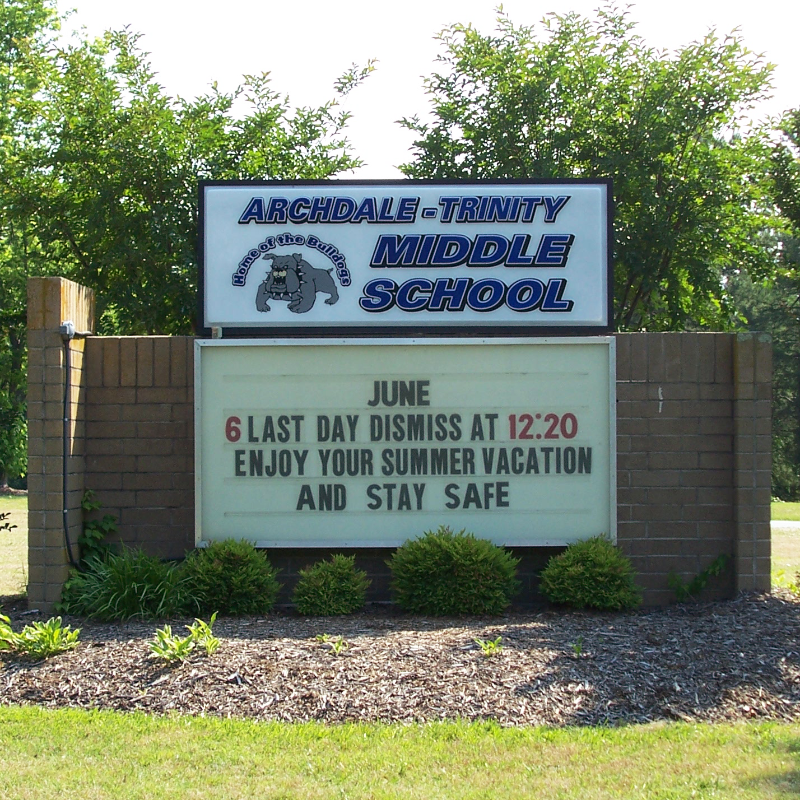 ARCHDALE-TRINITY
Home of the Bulldogs
MIDDLE
SCHOOL
JUNE
6 LAST DAY DISMISS AT 12:20
ENJOY YOUR SUMMER VACATION
AND STAY SAFE